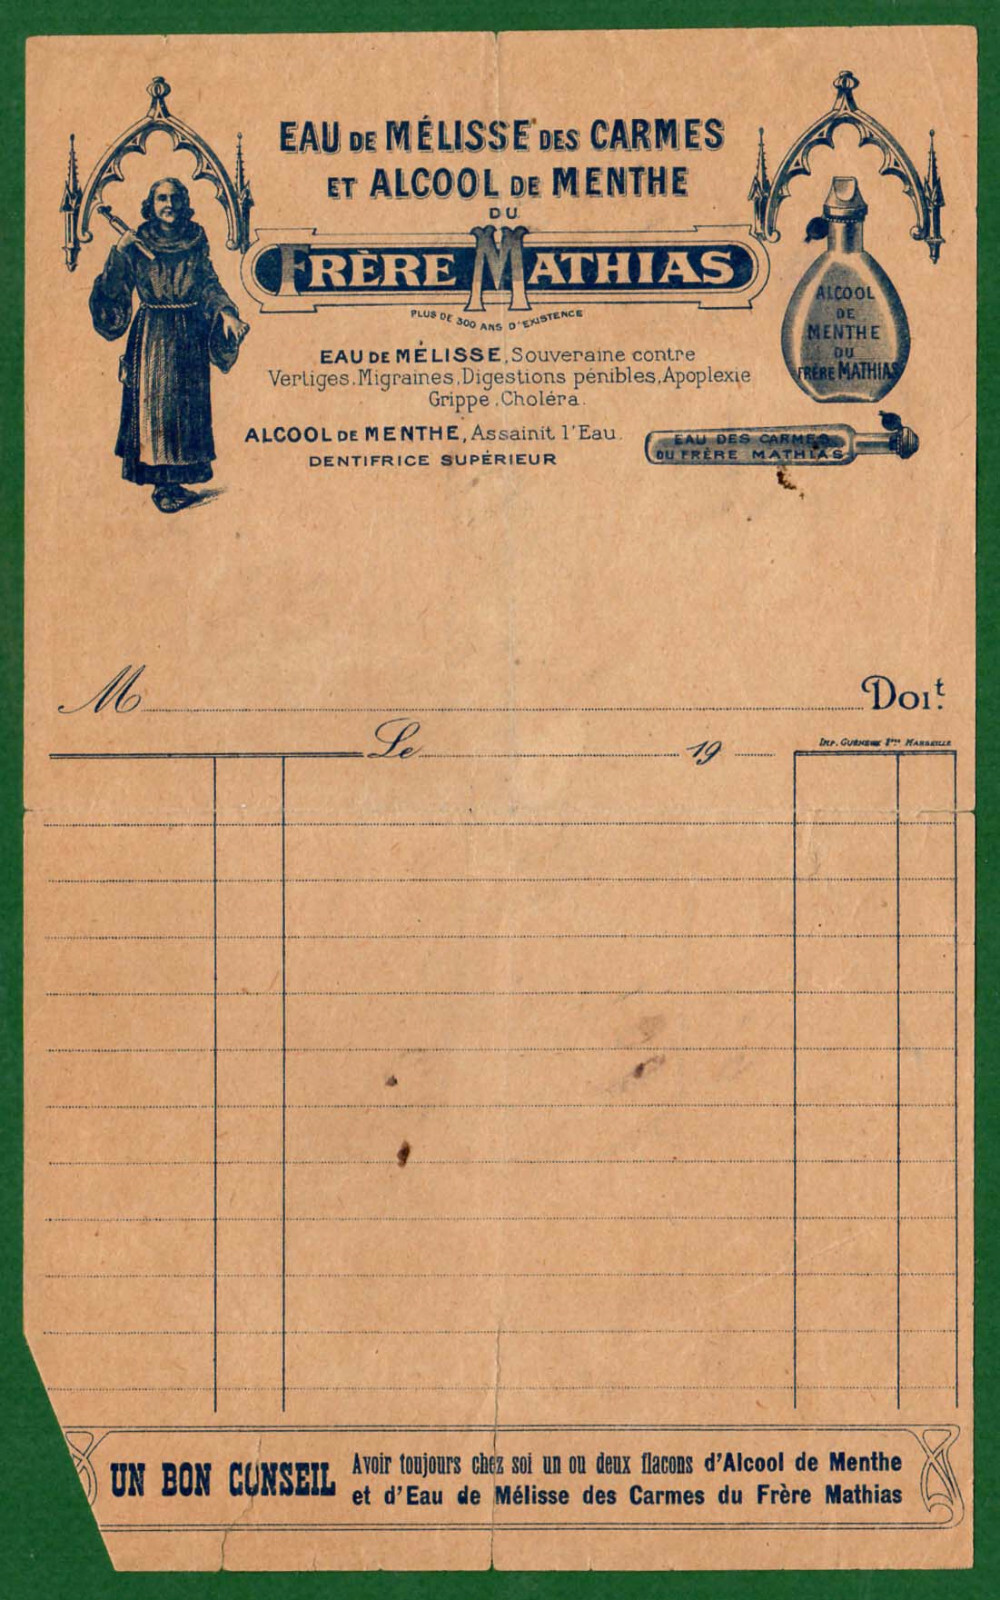 EAU DE MÉLISSE DES CARMES
ET ALCOOL DE MENTHE
DU
FRÈRE MATHIAS
PLUS DE 300 ANS D'EXISTENCE
EAU DE MÉLISSE, Souveraine contre
Vertiges, Migraines, Digestions pénibles, Apoplexie
Grippe, Choléra.
ALCOOL DE MENTHE, Assainit l'Eau.
DENTIFRICE SUPÉRIEUR
ALCOOL
DE
MENTHE
DU
FRÈRE MATHIAS
EAU DES CARMES
DU FRÈRE MATHIAS
M Doit.
Le 19
IMP. MARSEILLE
UN BON CONSEIL
Avoir toujours chez soi un ou deux flacons d'Alcool de Menthe
et d'Eau de Mélisse des Carmes du Frère Mathias